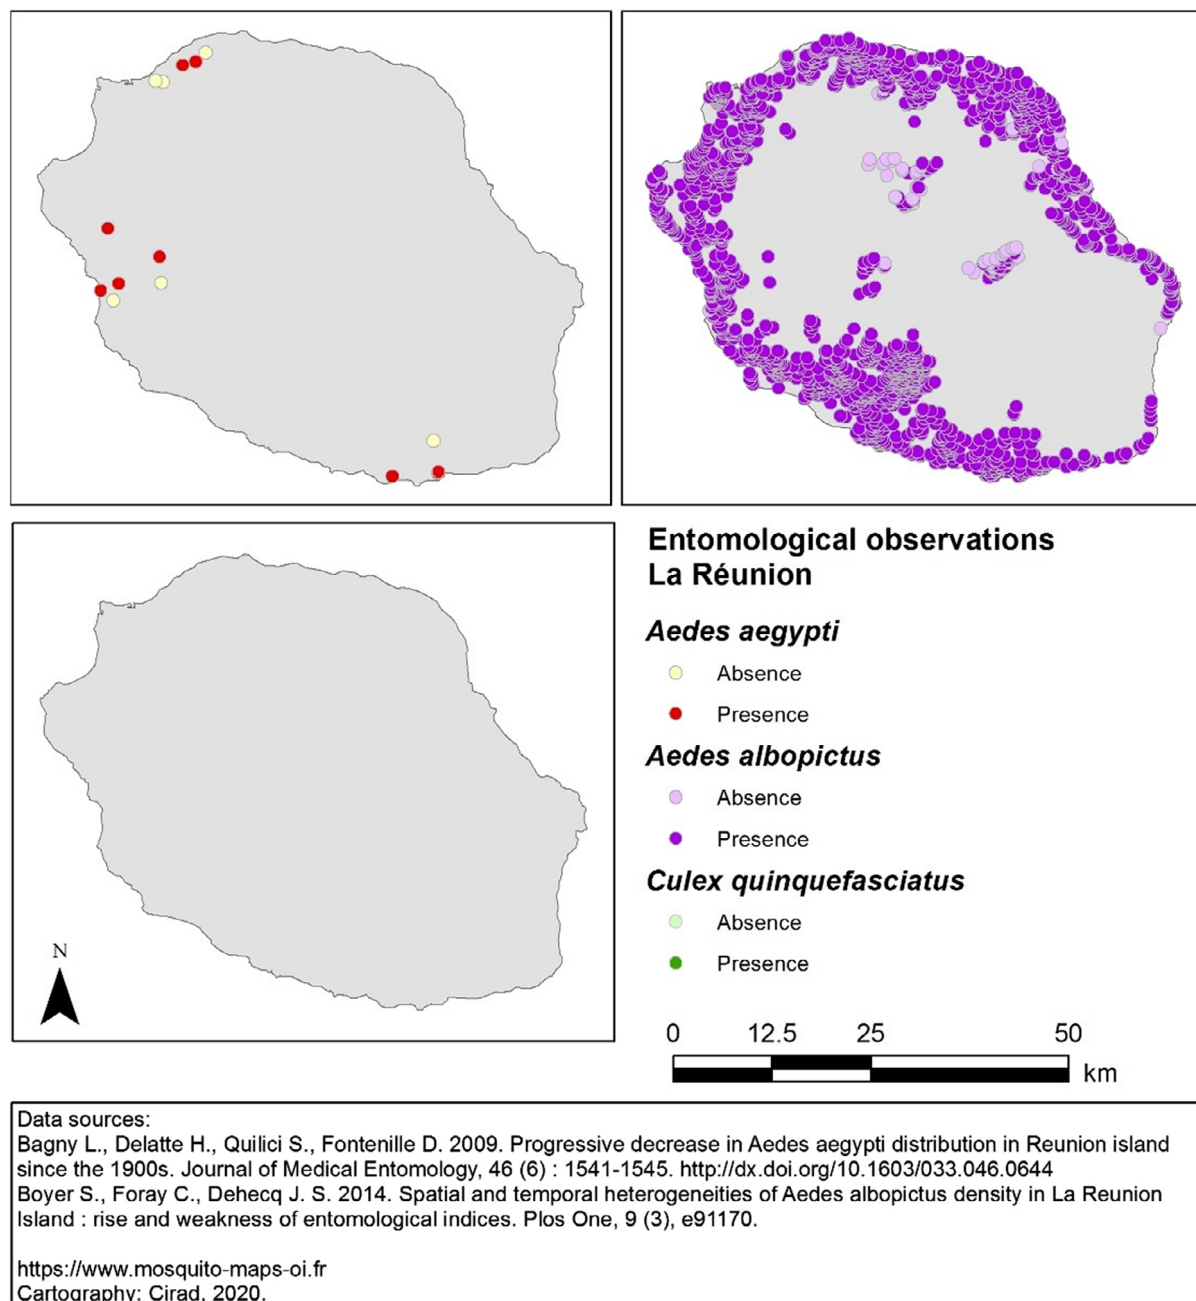 Entomological observations
La Réunion
Aedes aegypti
Absence
Presence
Aedes albopictus
Absence
Presence
Culex quinquefasciatus
Absence
Presence
N
0 12.5 25 50
km
Data sources:
Bagny L., Delatte H., Quilici S., Fontenille D. 2009. Progressive decrease in Aedes aegypti distribution in Reunion island
since the 1900s. Journal of Medical Entomology, 46 (6) : 1541-1545. http://dx.doi.org/10.1603/033.046.0644
Boyer S., Foray C., Dehecq J. S. 2014. Spatial and temporal heterogeneities of Aedes albopictus density in La Reunion
Island : rise and weakness of entomological indices. Plos One, 9 (3), e91170.
https://www.mosquito-maps-oi.fr
Cartography: Cirad, 2020.